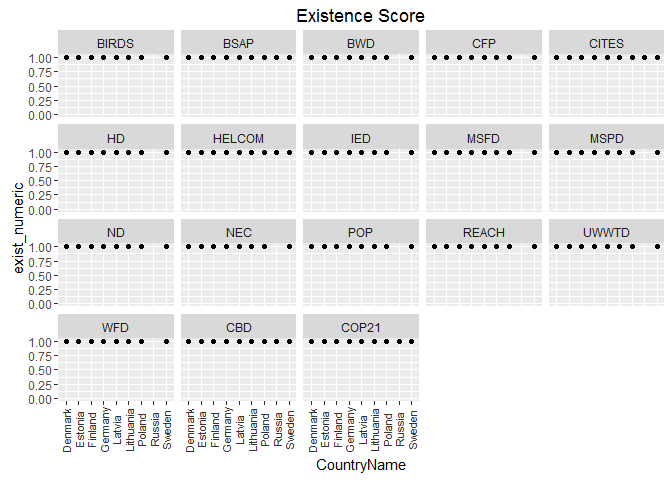 Existence Score
BIRDS BSAP BWD CFP CITES
1.00
0.75
0.50
0.25
0.00
HD HELCOM IED MSFD MSPD
1.00
0.75
0.50
0.25
0.00
ND NEC POP REACH UWWTD
1.00
0.75
0.50
0.25
0.00
WFD CBD COP21
1.00
0.75
0.50
0.25
0.00
exist_numeric
Denmark Estonia Finland Germany Latvia Lithuania Poland Russia Sweden Denmark Estonia Finland Germany Latvia Lithuania Poland Russia Sweden Denmark Estonia Finland Germany Latvia Lithuania Poland Russia Sweden
CountryName